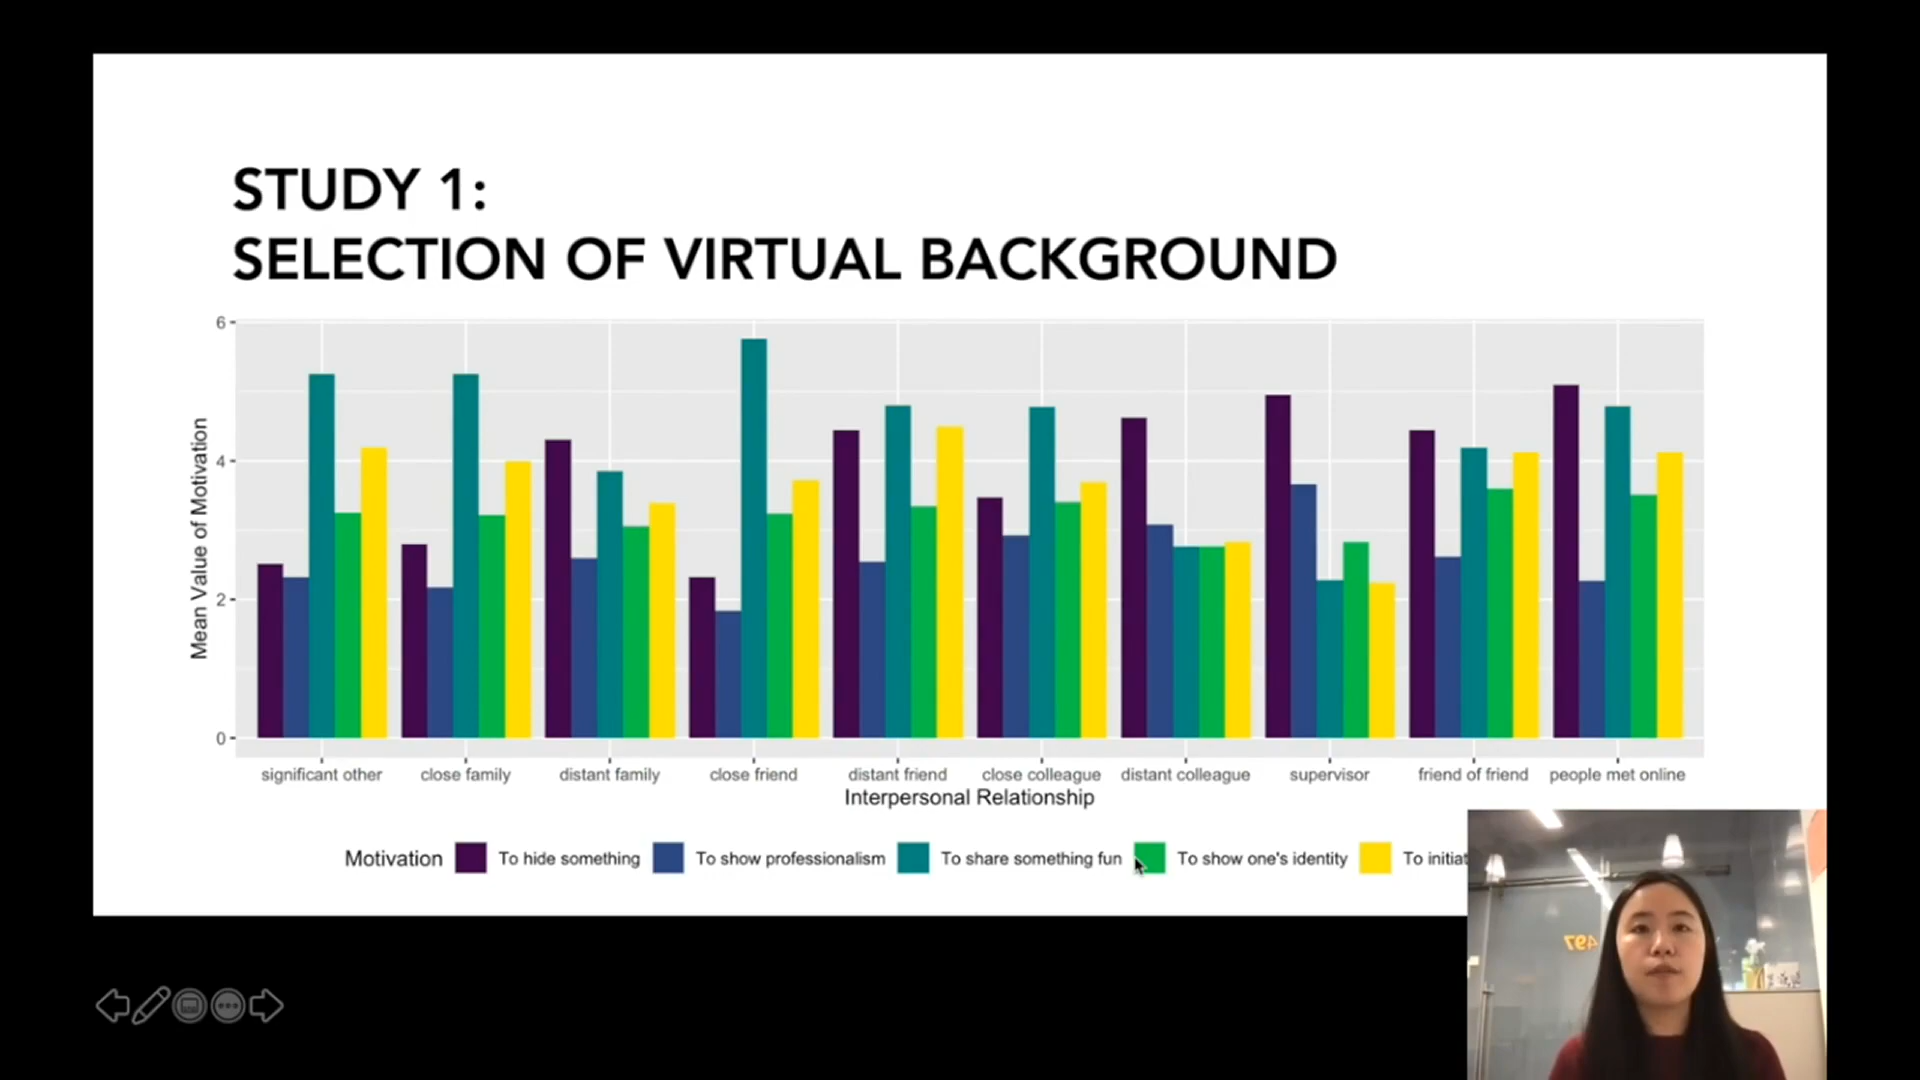 STUDY 1:
SELECTION OF VIRTUAL BACKGROUND
6
4
2
0
Mean Value of Motivation
significant other close family distant family close friend distant friend close colleague distant colleague supervisor friend of friend people met online
Interpersonal Relationship
Motivation To hide something To show professionalism To share something fun To show one's identity To initiat
497